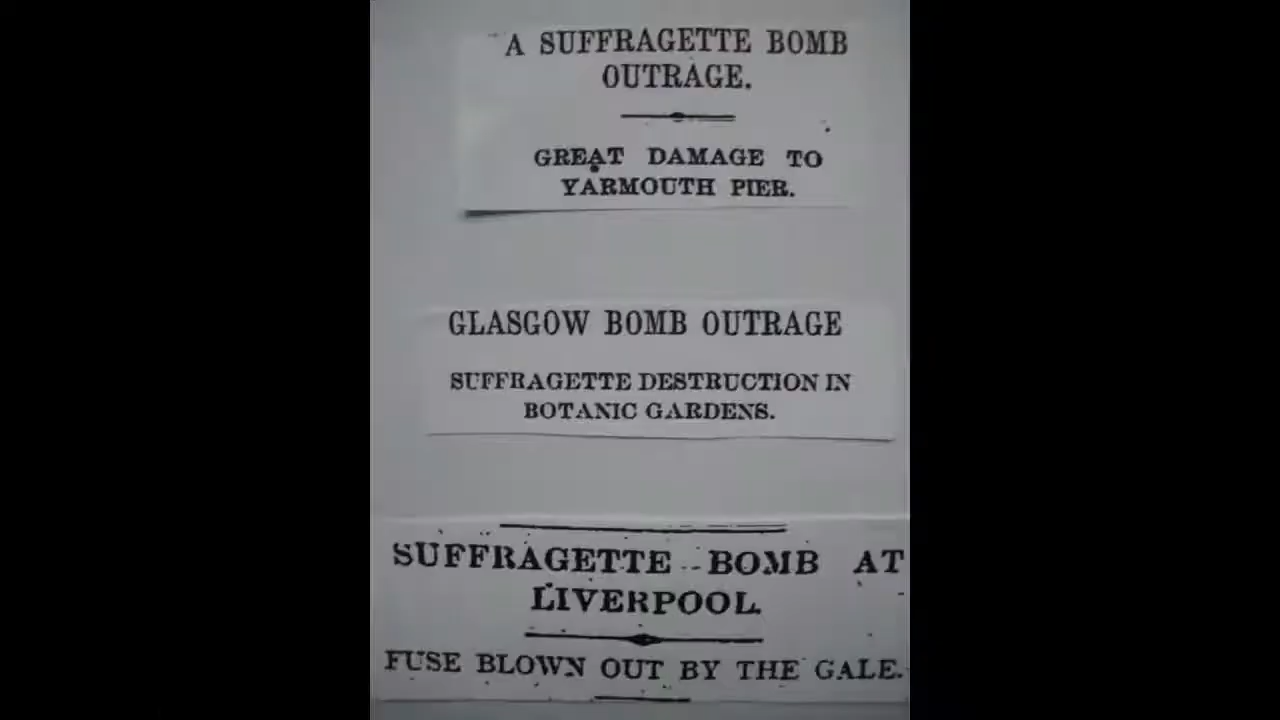 A SUFFRAGETTE BOMB
OUTRAGE.
GREAT DAMAGE TO
YARMOUTH PIER.
GLASGOW BOMB OUTRAGE
SUFFRAGETTE DESTRUCTION IN
BOTANIC GARDENS.
SUFFRAGETTE BOMB AT
LIVERPOOL
FUSE BLOWN OUT BY THE GALE.